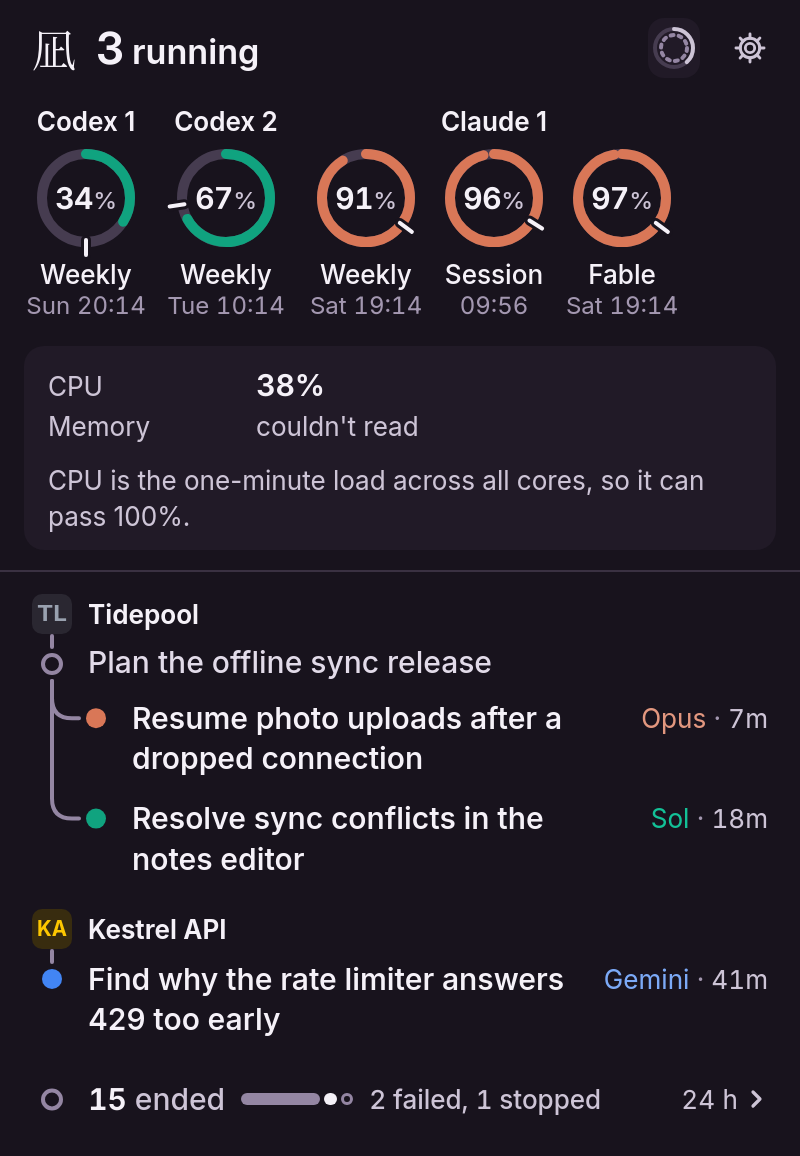 凪 3 running
Codex 1 Codex 2 Claude 1
34% 67% 91% 96% 97%
Weekly Weekly Weekly Session Fable
Sun 20:14 Tue 10:14 Sat 19:14 09:56 Sat 19:14
CPU 38%
Memory couldn't read
CPU is the one-minute load across all cores, so it can
pass 100%.
TL Tidepool
Plan the offline sync release
Resume photo uploads after a Opus · 7m
dropped connection
Resolve sync conflicts in the Sol · 18m
notes editor
KA Kestrel API
Find why the rate limiter answers Gemini · 41m
429 too early
15 ended 2 failed, 1 stopped 24 h